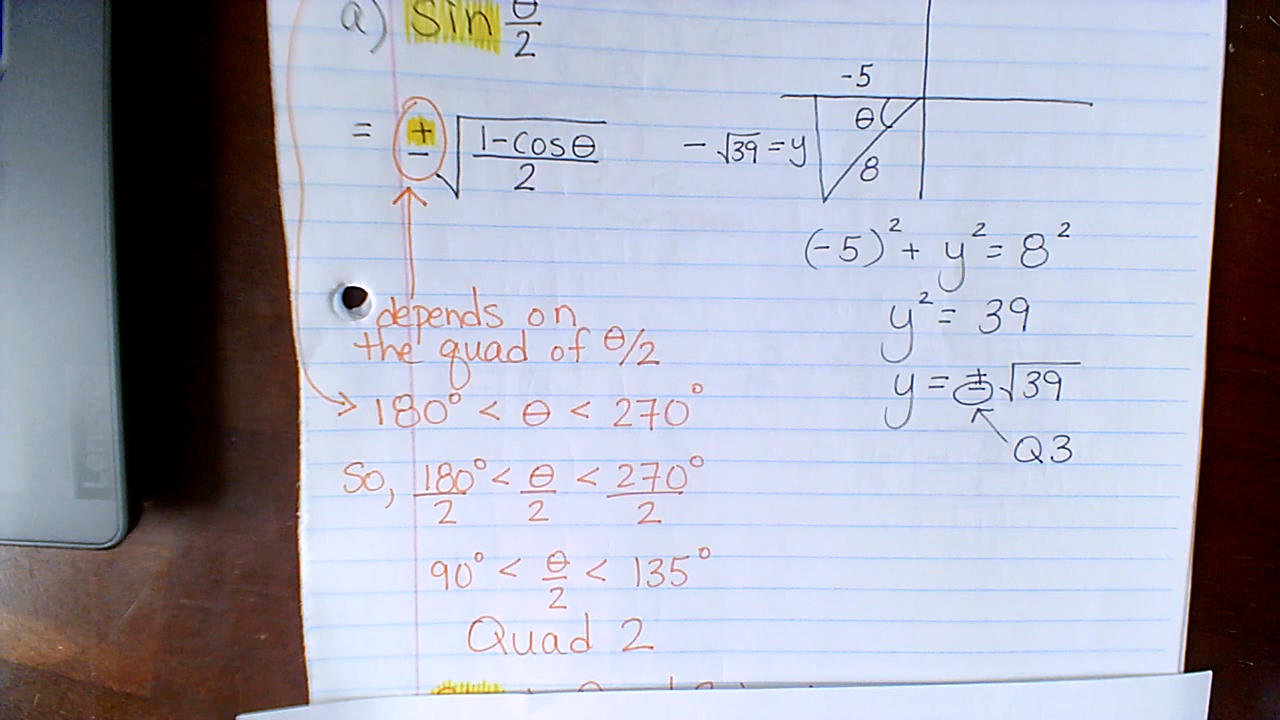 a) sin θ/2
= ± √((1-cosθ)/2)
depends on
the quad of θ/2
180° < θ < 270°
So, 180°/2 < θ/2 < 270°/2
90° < θ/2 < 135°
Quad 2
-5
θ
-√39 = y
8
(-5)² + y² = 8²
y² = 39
y = ±√39
Q3